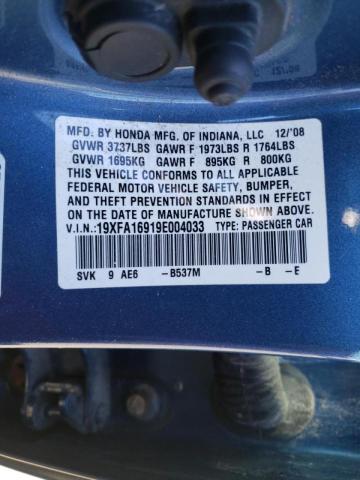 MFD. BY HONDA MFG. OF INDIANA, LLC 12/'08
GVWR 3737LBS GAWR F 1973LBS R 1764LBS
GVWR 1695KG GAWR F 895KG R 800KG
THIS VEHICLE CONFORMS TO ALL APPLICABLE
FEDERAL MOTOR VEHICLE SAFETY, BUMPER,
AND THEFT PREVENTION STANDARDS IN EFFECT
ON THE DATE OF MANUFACTURE SHOWN ABOVE.
V.I.N.:19XFA16919E004033 TYPE: PASSENGER CAR
SVK 9 AE6 -B537M -B -E